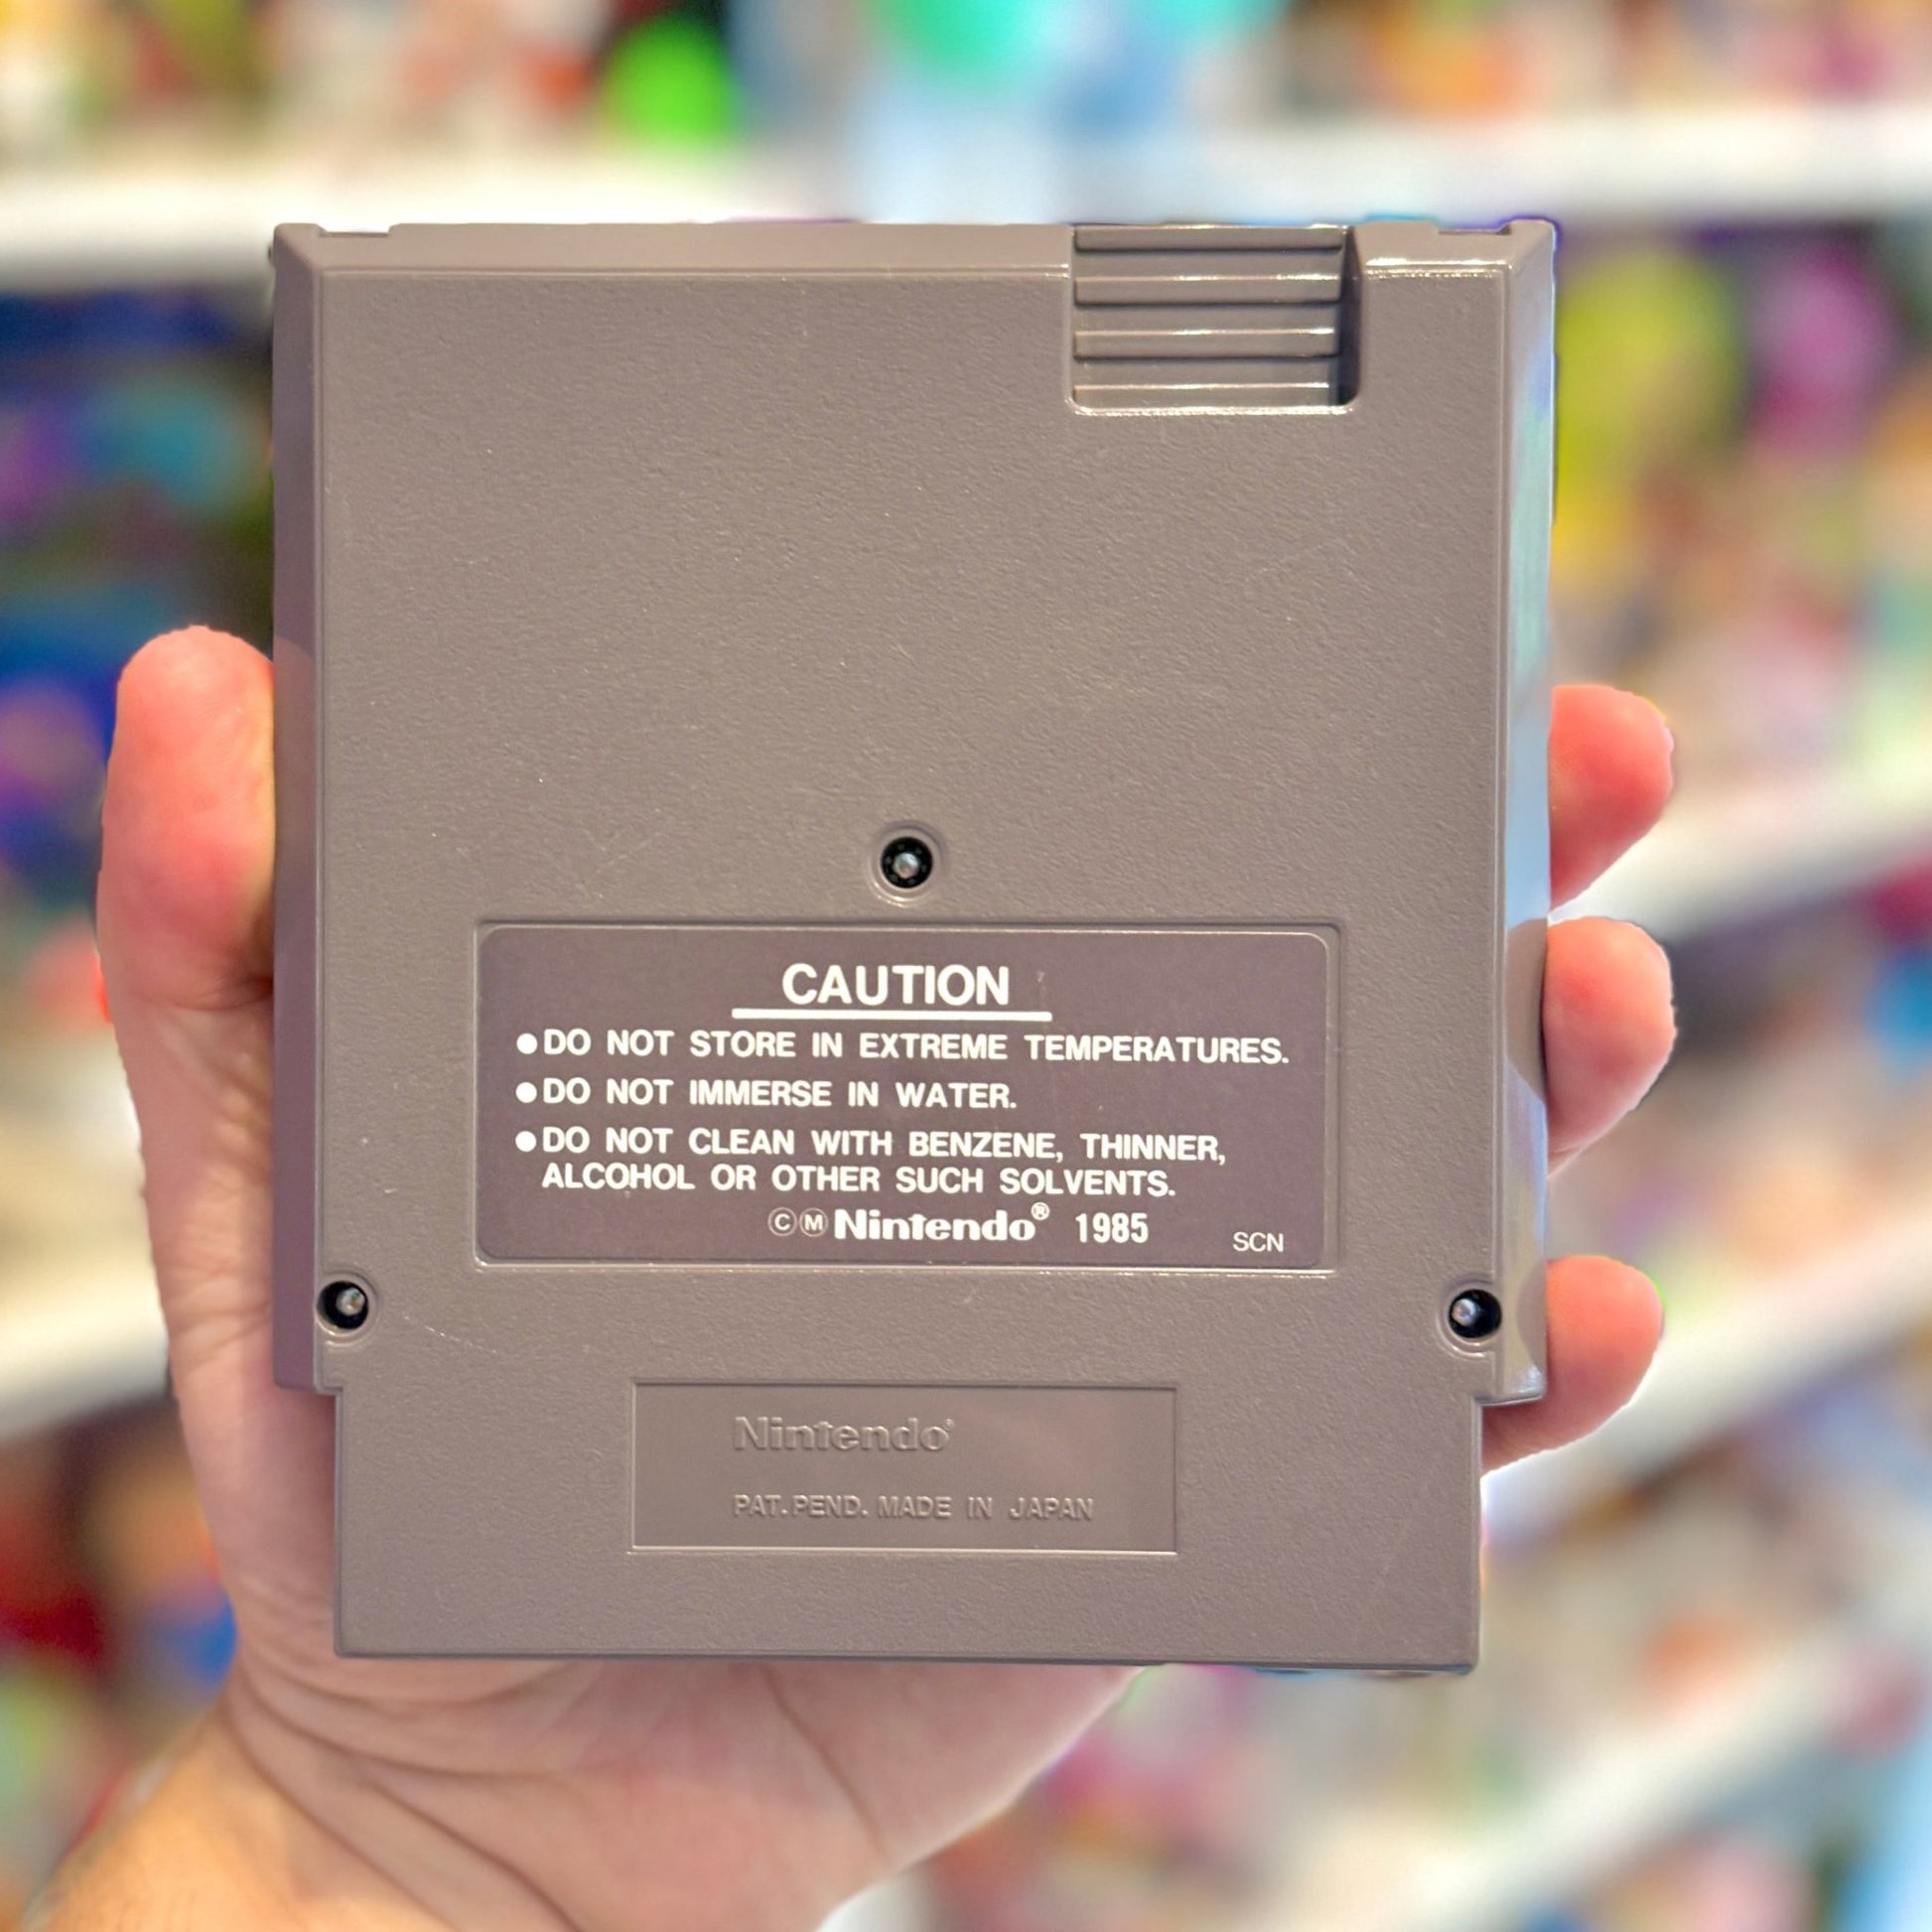 CAUTION
●DO NOT STORE IN EXTREME TEMPERATURES.
●DO NOT IMMERSE IN WATER.
●DO NOT CLEAN WITH BENZENE, THINNER,
ALCOHOL OR OTHER SUCH SOLVENTS.
ⒸⓂNintendo® 1985 SCN
Nintendo®
PAT. PEND. MADE IN JAPAN